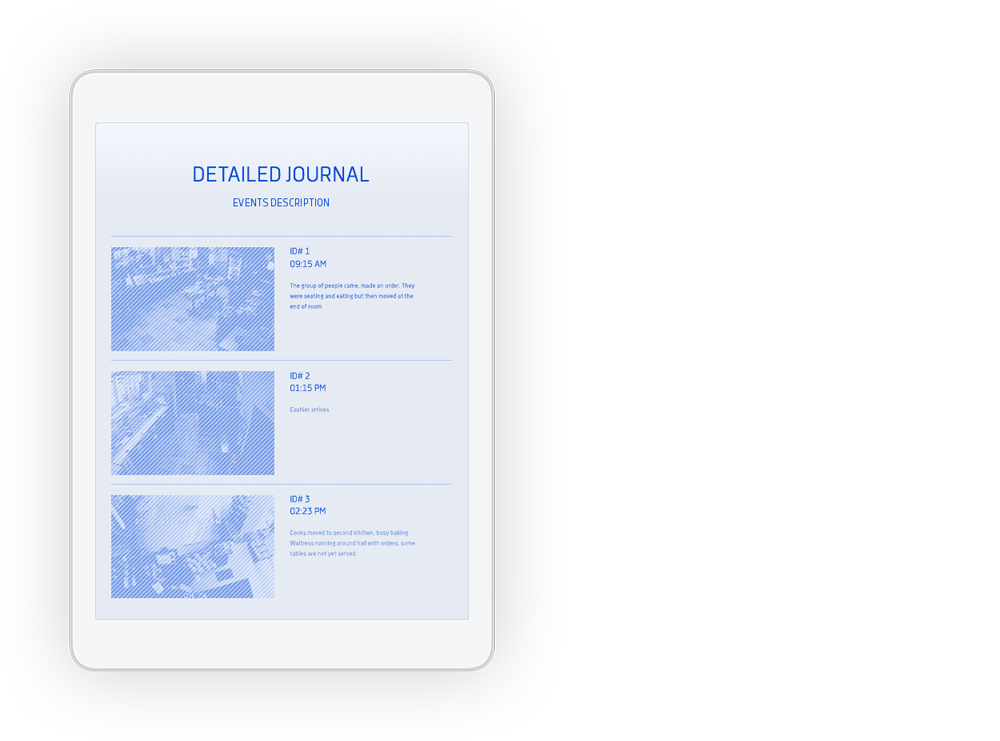 DETAILED JOURNAL
EVENTS DESCRIPTION
ID# 1
09:15 AM
The group of people came, made an order. They
were seating and eating but then moved at the
end of room
ID# 2
01:15 PM
Cashier arrives
ID# 3
02:23 PM
Cooks moved to second kitchen, busy baking.
Waitress running around hall with orders, some
tables are not yet served.